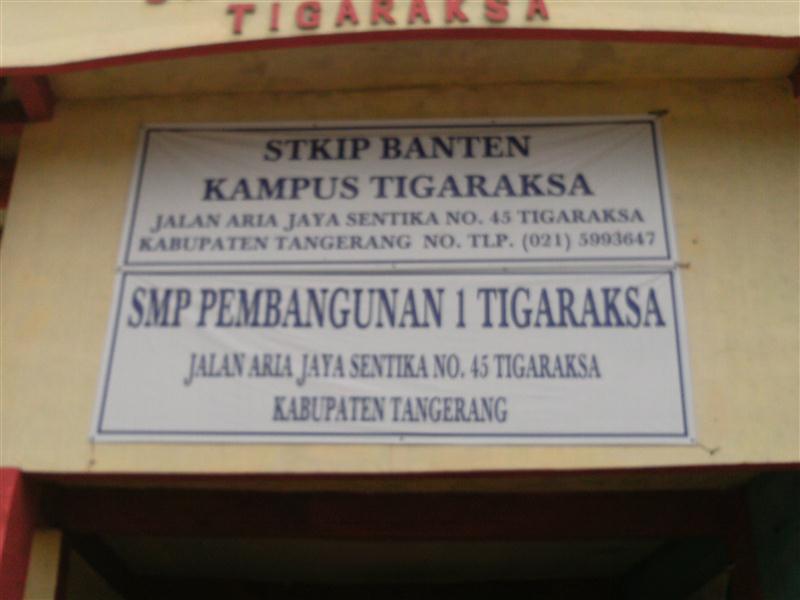 TIGARAKSA
STKIP BANTEN
KAMPUS TIGARAKSA
JALAN ARIA JAYA SENTIKA NO. 45 TIGARAKSA
KABUPATEN TANGERANG NO. TLP. (021) 5993647
SMP PEMBANGUNAN 1 TIGARAKSA
JALAN ARIA JAYA SENTIKA NO. 45 TIGARAKSA
KABUPATEN TANGERANG